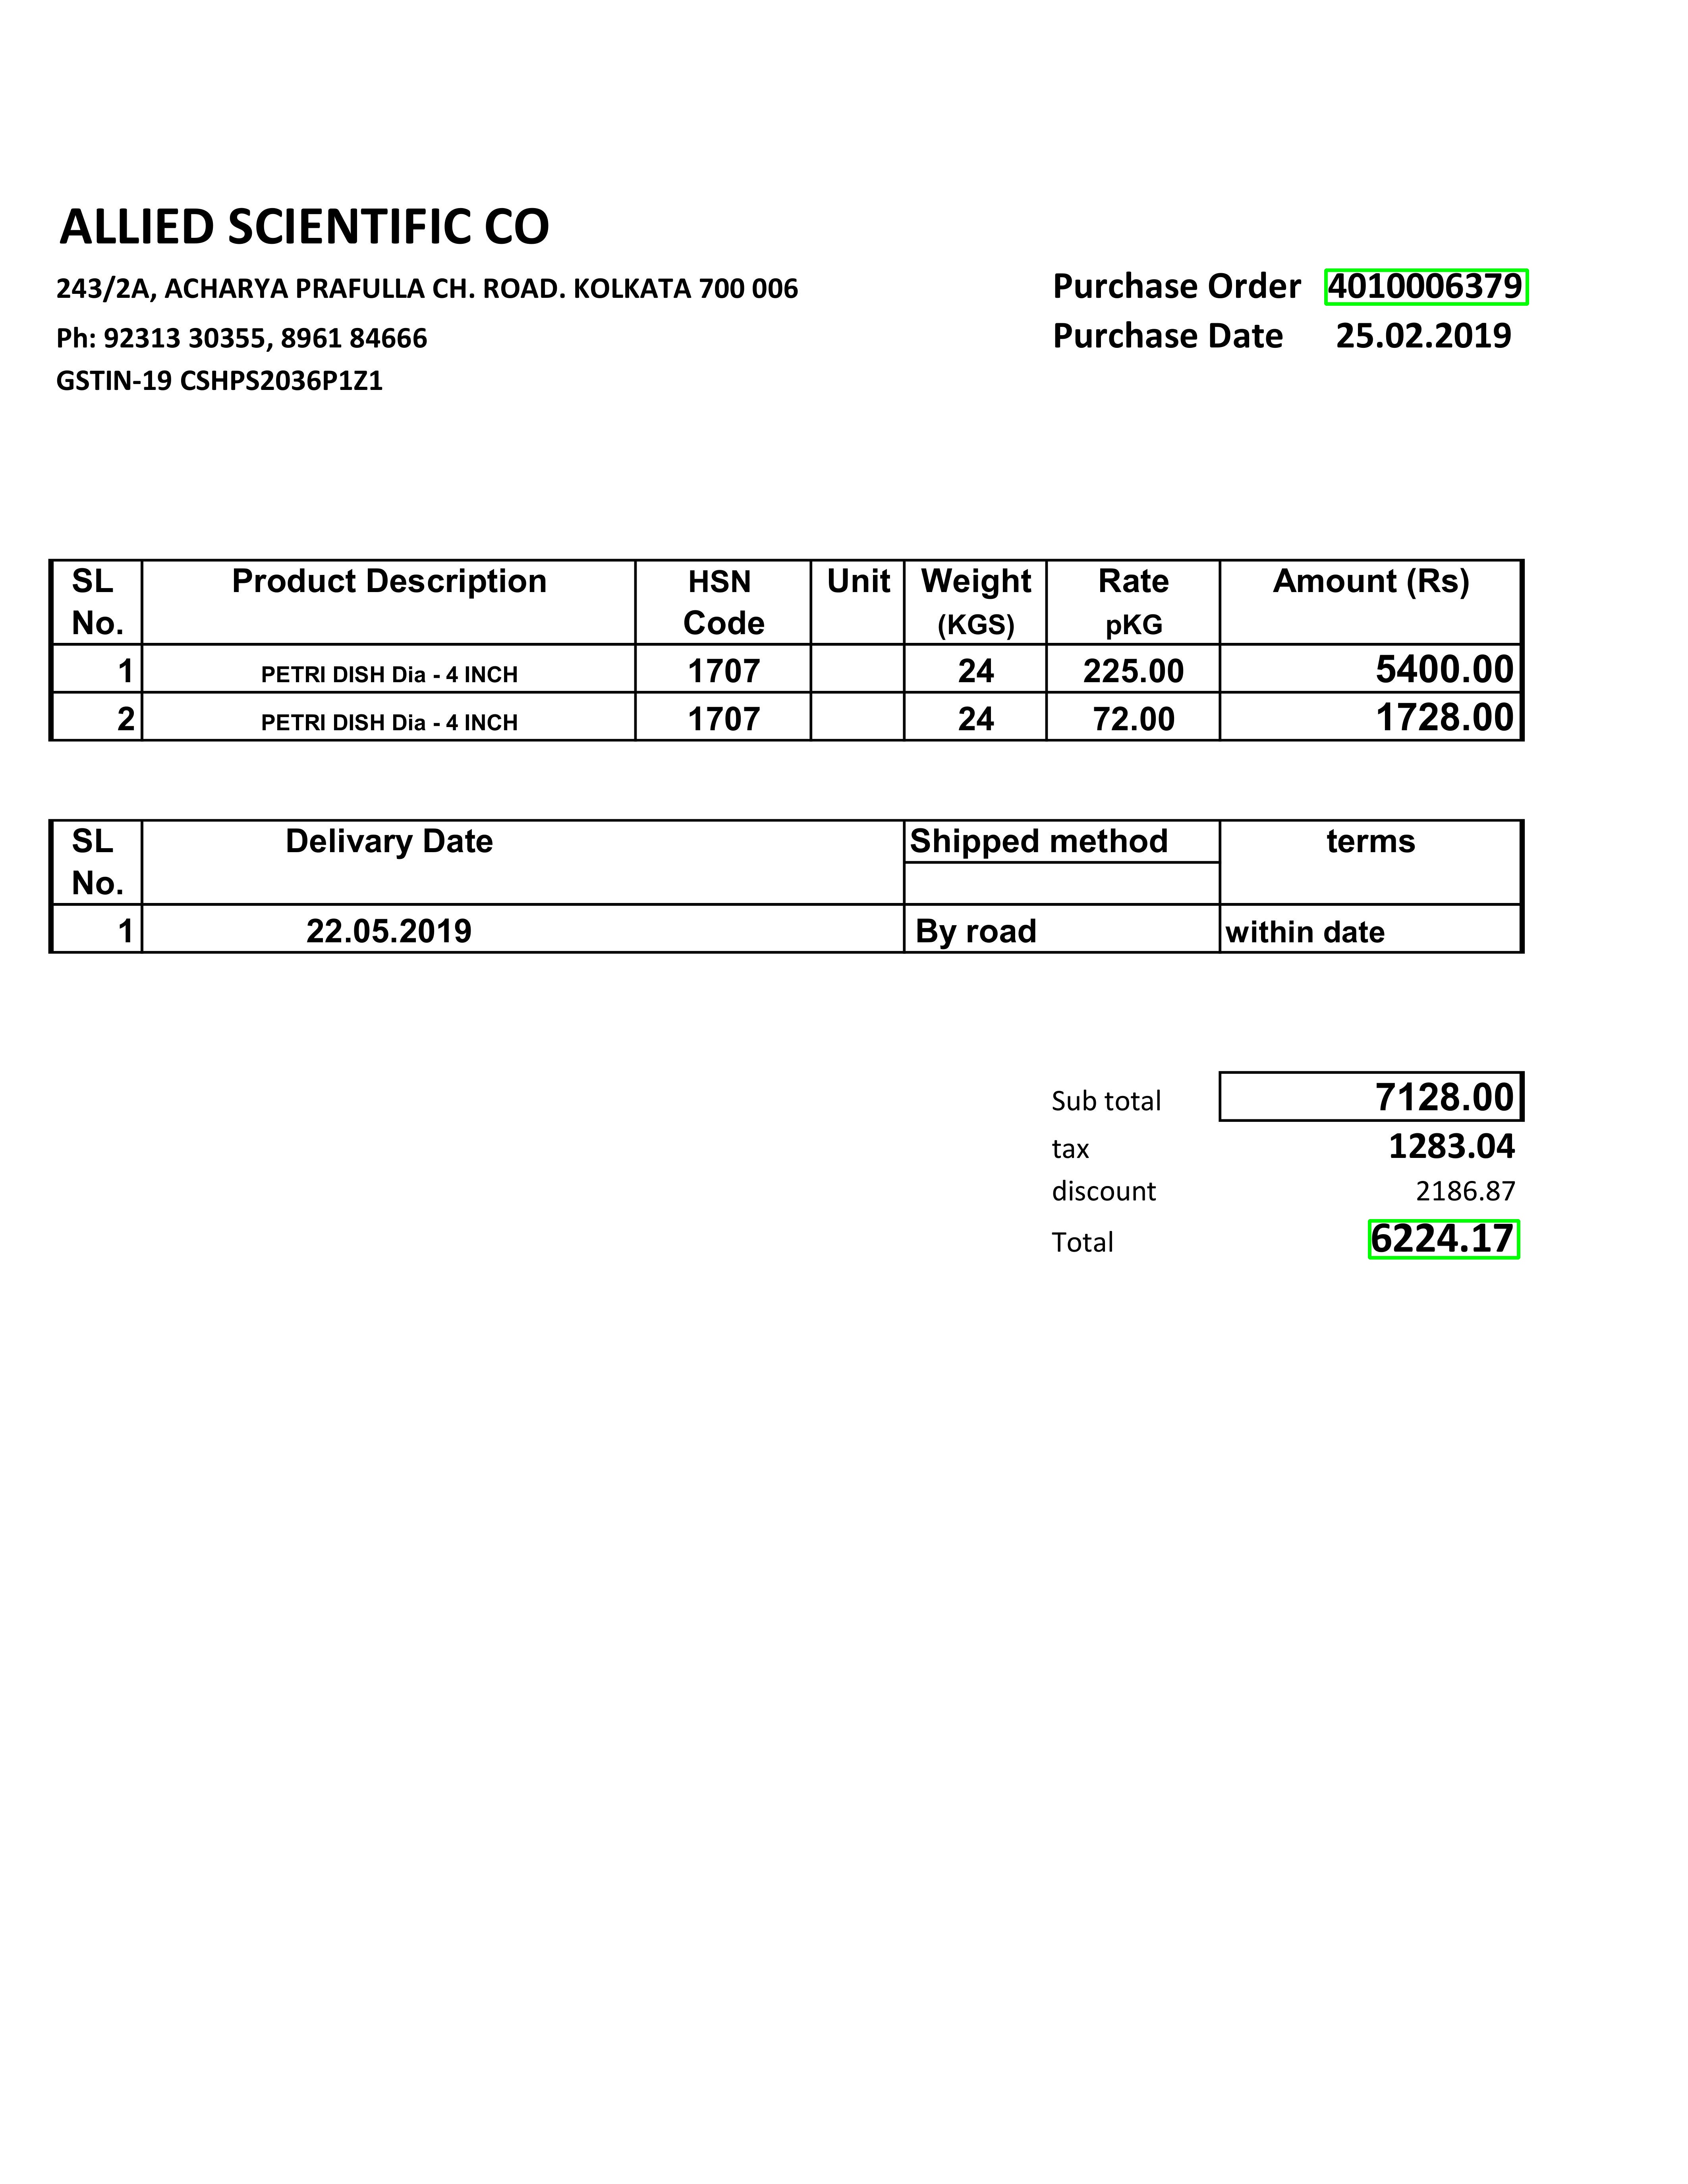 ALLIED SCIENTIFIC CO
243/2A, ACHARYA PRAFULLA CH. ROAD. KOLKATA 700 006
Purchase Order 4010006379
Ph: 92313 30355, 8961 84666
Purchase Date 25.02.2019
GSTIN-19 CSHPS2036P1Z1
SL No. Product Description HSN Code Unit Weight (KGS) Rate pKG Amount (Rs)
1 PETRI DISH Dia - 4 INCH 1707 24 225.00 5400.00
2 PETRI DISH Dia - 4 INCH 1707 24 72.00 1728.00
SL No. Delivary Date Shipped method terms
1 22.05.2019 By road within date
Sub total 7128.00
tax 1283.04
discount 2186.87
Total 6224.17